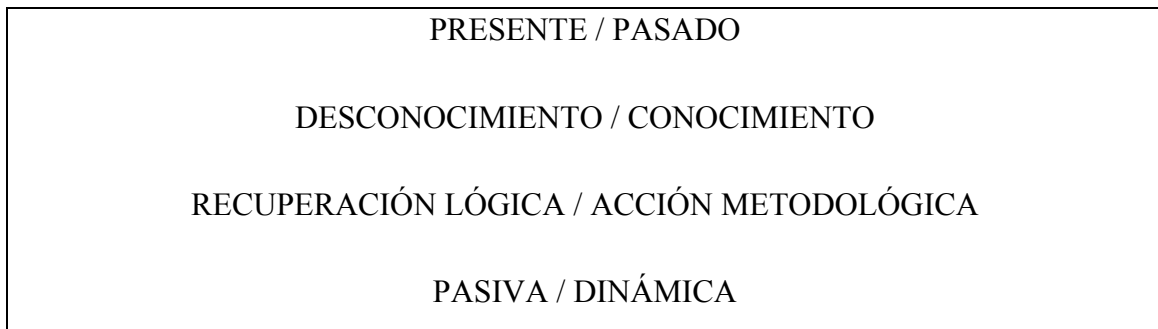 PRESENTE / PASADO
DESCONOCIMIENTO / CONOCIMIENTO
RECUPERACIÓN LÓGICA / ACCIÓN METODOLÓGICA
PASIVA / DINÁMICA